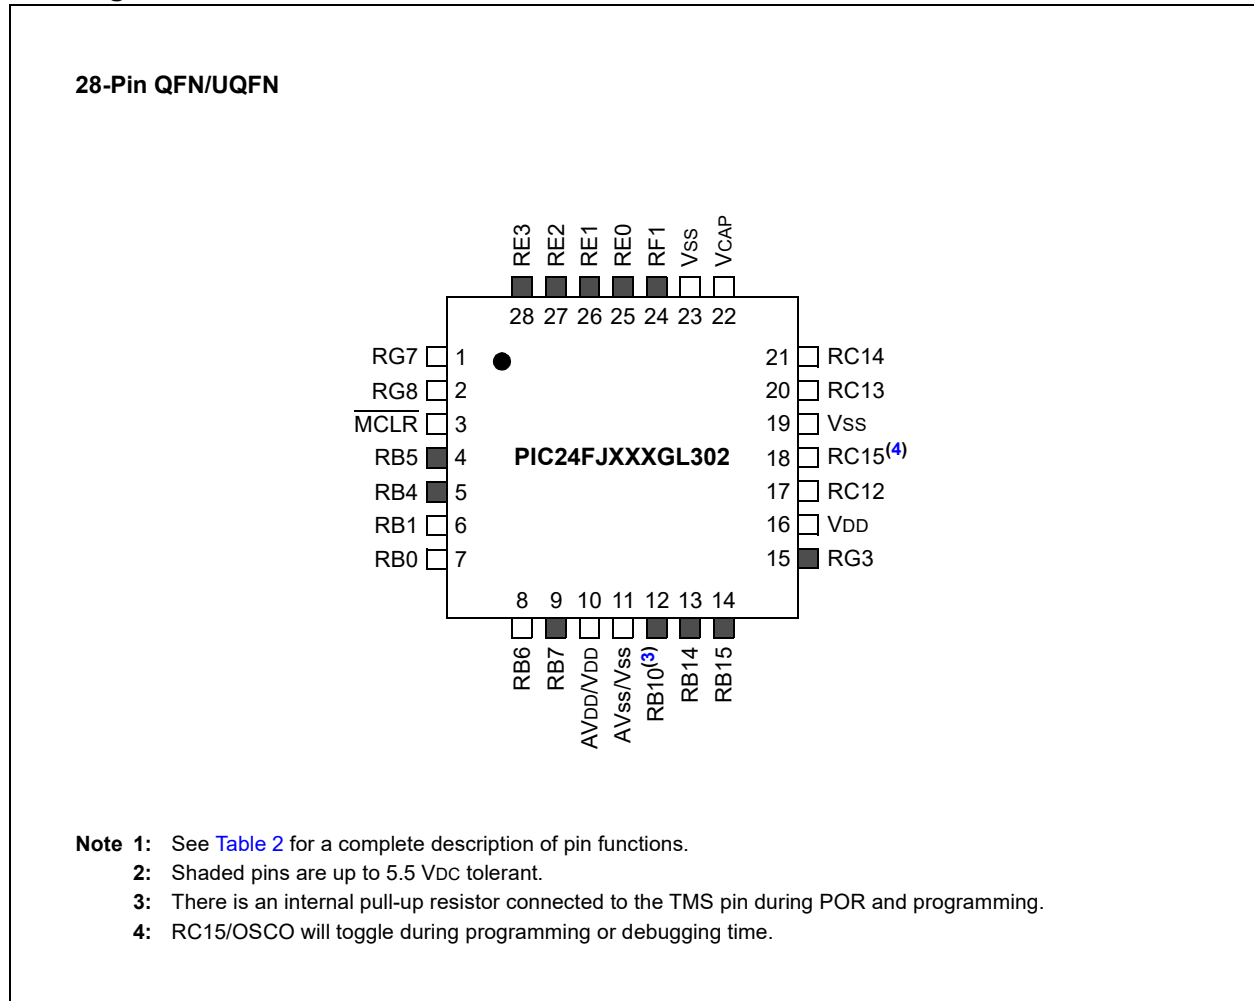 28-Pin QFN/UQFN
RE3
RE2
RE1
RE0
RF1
VSS
VCAP
28 27 26 25 24 23 22
RG7 1 21 RC14
RG8 2 20 RC13
MCLR 3 19 VSS
RB5 4 PIC24FJXXXGL302 18 RC15(4)
RB4 5 17 RC12
RB1 6 16 VDD
RB0 7 15 RG3
8 9 10 11 12 13 14
RB6
RB7
AVDD/VDD
AVss/Vss
RB10(3)
RB14
RB15
Note 1: See Table 2 for a complete description of pin functions.
2: Shaded pins are up to 5.5 VDC tolerant.
3: There is an internal pull-up resistor connected to the TMS pin during POR and programming.
4: RC15/OSCO will toggle during programming or debugging time.